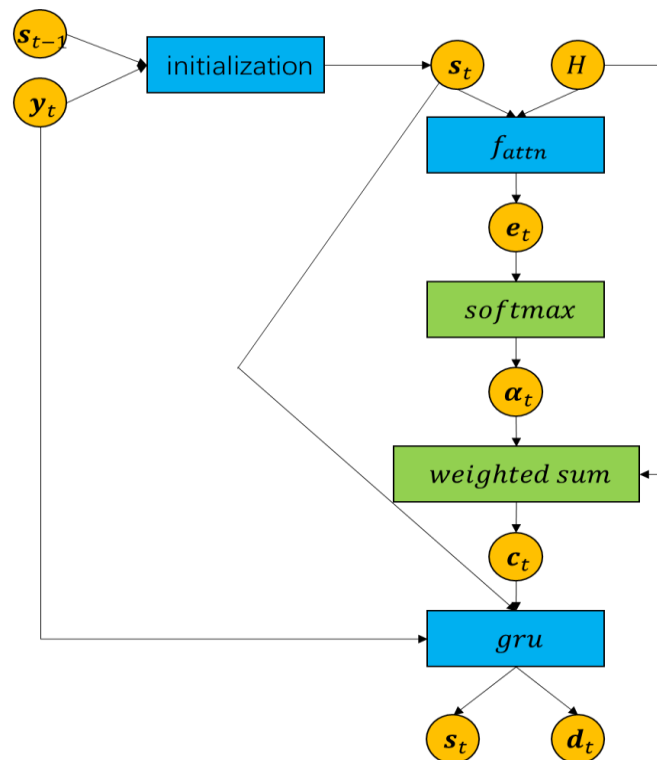 s_{t-1}
initialization
s_t
H
y_t
f_{attn}
e_t
softmax
α_t
weighted sum
c_t
gru
s_t
d_t